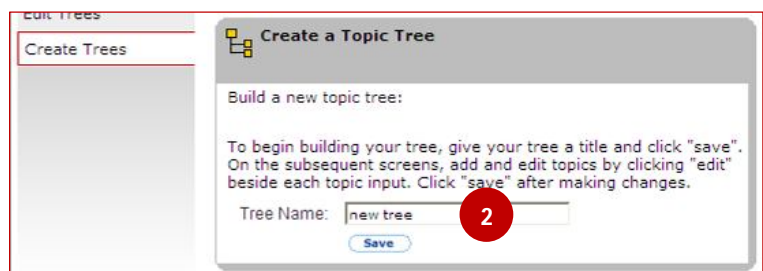 Edit Trees
Create Trees
Create a Topic Tree
Build a new topic tree:
To begin building your tree, give your tree a title and click "save".
On the subsequent screens, add and edit topics by clicking "edit"
beside each topic input. Click "save" after making changes.
Tree Name: new tree
2
Save